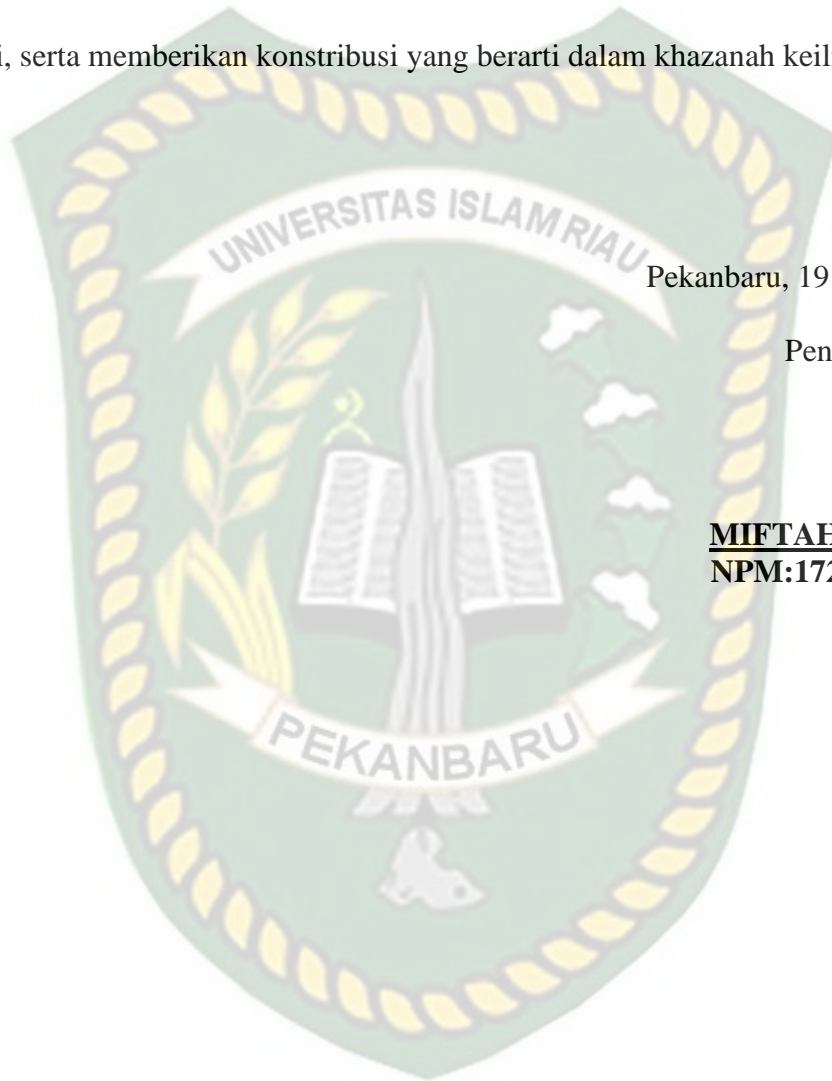 i, serta memberikan konstribusi yang berarti dalam khazanah keil
UNIVERSITAS ISLAM RIAU
Pekanbaru, 19
Pen
MIFTAH
NPM:172
PEKANBARU